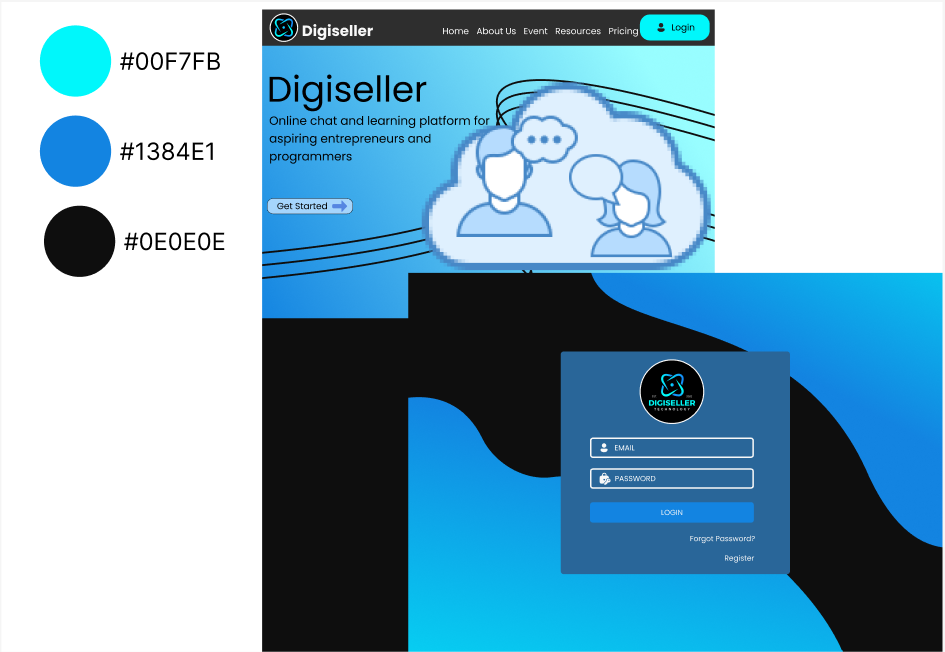 #00F7FB
#1384E1
#0E0E0E
Digiseller
Home About Us Event Resources Pricing
Login
Digiseller
Online chat and learning platform for
aspiring entrepreneurs and
programmers
Get Started
DIGISELLER
TECHNOLOGY
EMAIL
PASSWORD
LOGIN
Forgot Password?
Register